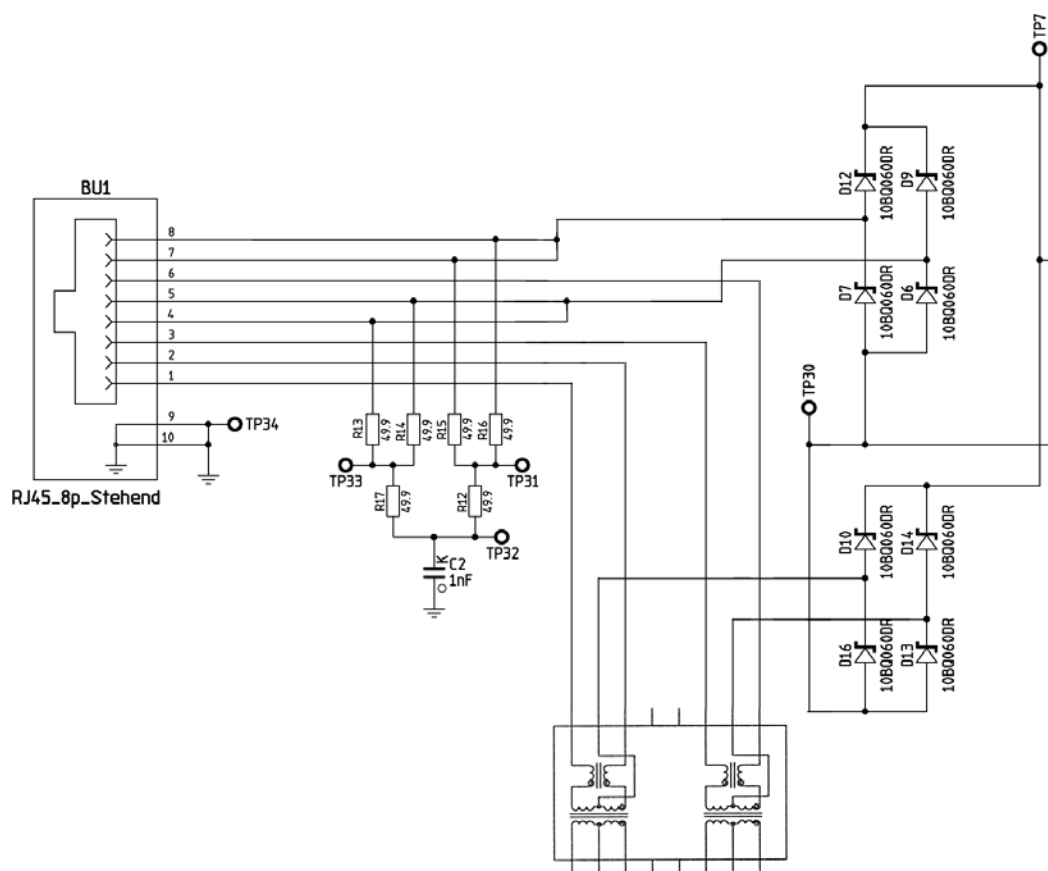 TP7
BU1
8
7
6
5
4
3
2
1
9
10
TP34
RJ45_8p_Stehend
D12
10BQ060DR
D9
10BQ060DR
D7
10BQ060DR
D6
10BQ060DR
TP30
R13
49.9
R14
49.9
R15
49.9
R16
49.9
TP33
TP31
R17
49.9
R12
49.9
TP32
K
C2
1nF
D10
10BQ060DR
D14
10BQ060DR
D16
10BQ060DR
D13
10BQ060DR